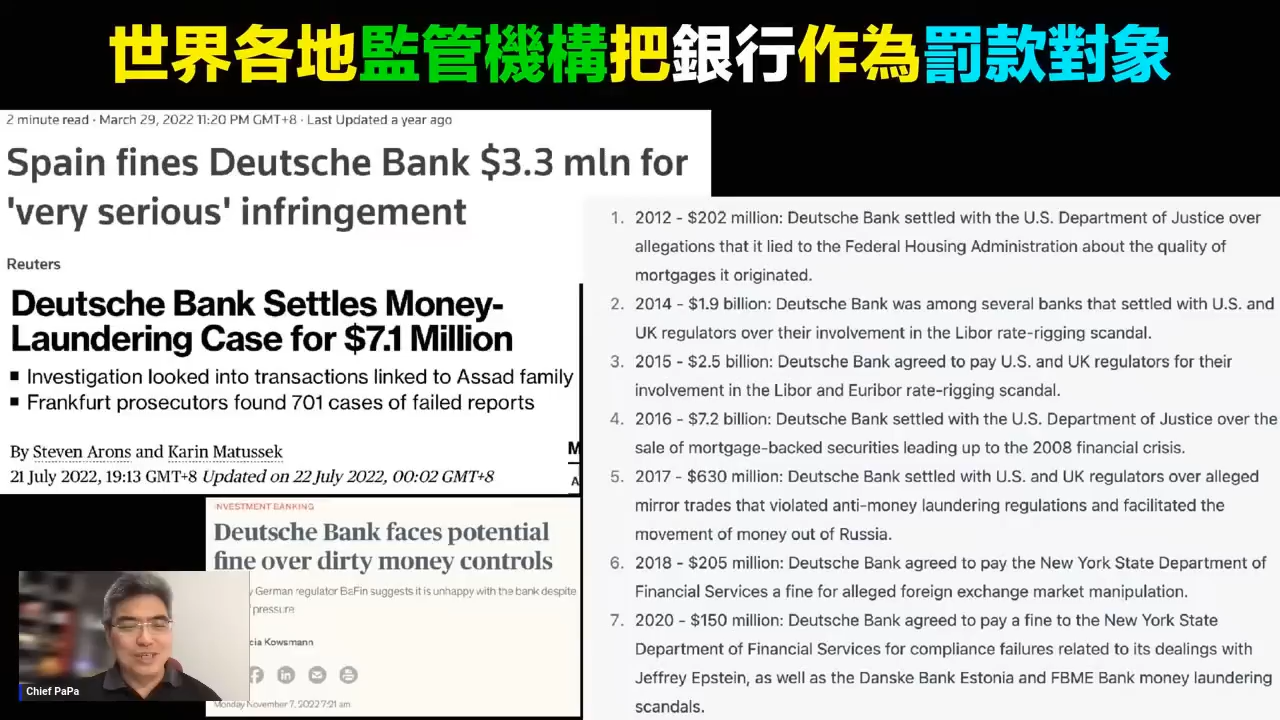 世界各地監管機構把銀行作為罰款對象
2 minute read · March 29, 2022 11:20 PM GMT+8 · Last Updated a year ago
Spain fines Deutsche Bank $3.3 mln for
'very serious' infringement
Reuters
Deutsche Bank Settles Money-
Laundering Case for $7.1 Million
▪ Investigation looked into transactions linked to Assad family
▪ Frankfurt prosecutors found 701 cases of failed reports
By Steven Arons and Karin Matussek
21 July 2022, 19:13 GMT+8 Updated on 22 July 2022, 00:02 GMT+8
M
A
INVESTMENT BANKING
Deutsche Bank faces potential
fine over dirty money controls
German regulator BaFin suggests it is unhappy with the bank despite
pressure
Kowsmann
Monday November 7, 2022 7:21 am
Chief PaPa
1. 2012 - $202 million: Deutsche Bank settled with the U.S. Department of Justice over
allegations that it lied to the Federal Housing Administration about the quality of
mortgages it originated.
2. 2014 - $1.9 billion: Deutsche Bank was among several banks that settled with U.S. and
UK regulators over their involvement in the Libor rate-rigging scandal.
3. 2015 - $2.5 billion: Deutsche Bank agreed to pay U.S. and UK regulators for their
involvement in the Libor and Euribor rate-rigging scandal.
4. 2016 - $7.2 billion: Deutsche Bank settled with the U.S. Department of Justice over the
sale of mortgage-backed securities leading up to the 2008 financial crisis.
5. 2017 - $630 million: Deutsche Bank settled with U.S. and UK regulators over alleged
mirror trades that violated anti-money laundering regulations and facilitated the
movement of money out of Russia.
6. 2018 - $205 million: Deutsche Bank agreed to pay the New York State Department of
Financial Services a fine for alleged foreign exchange market manipulation.
7. 2020 - $150 million: Deutsche Bank agreed to pay a fine to the New York State
Department of Financial Services for compliance failures related to its dealings with
Jeffrey Epstein, as well as the Danske Bank Estonia and FBME Bank money laundering
scandals.